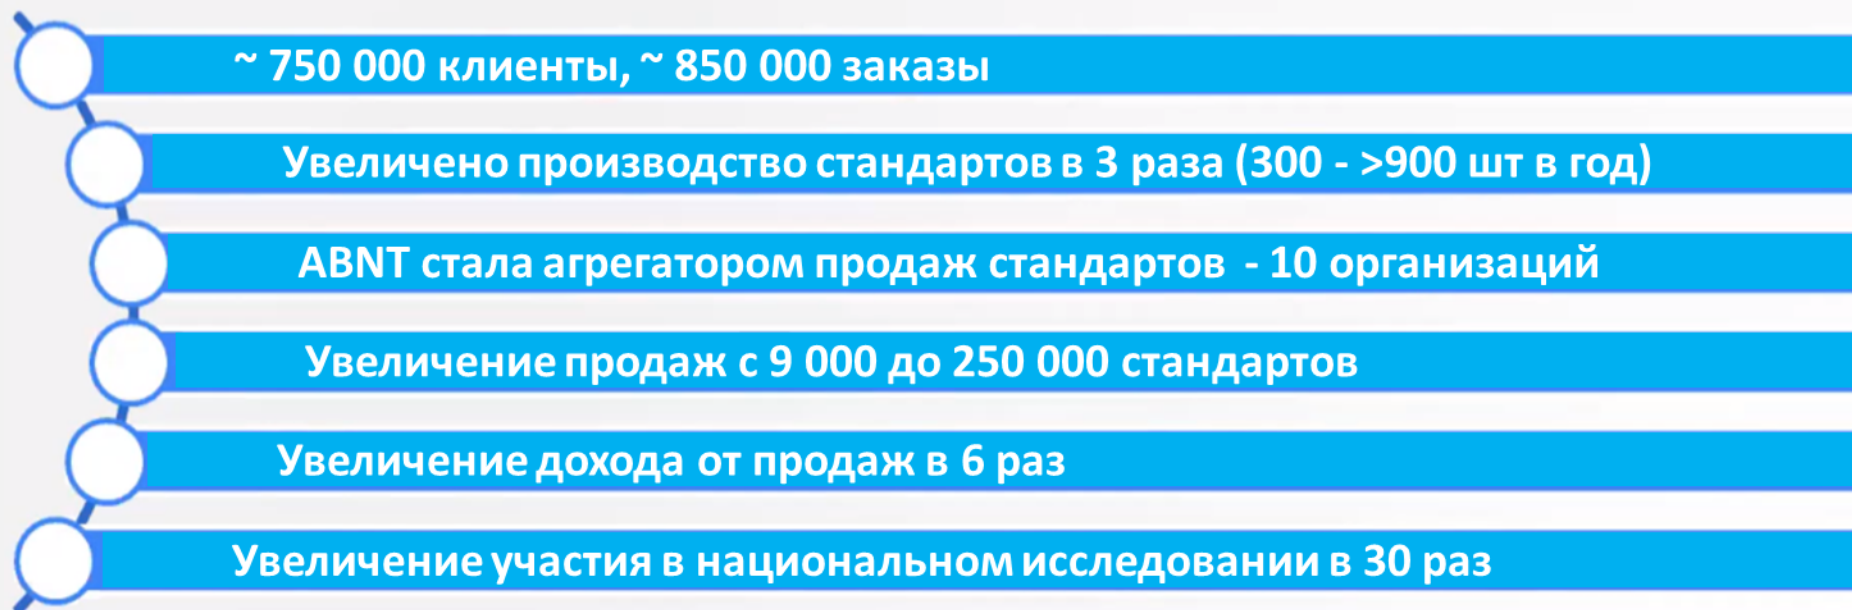 ~ 750 000 клиенты, ~ 850 000 заказы
Увеличено производство стандартов в 3 раза (300 - >900 шт в год)
ABNT стала агрегатором продаж стандартов - 10 организаций
Увеличение продаж с 9 000 до 250 000 стандартов
Увеличение дохода от продаж в 6 раз
Увеличение участия в национальном исследовании в 30 раз